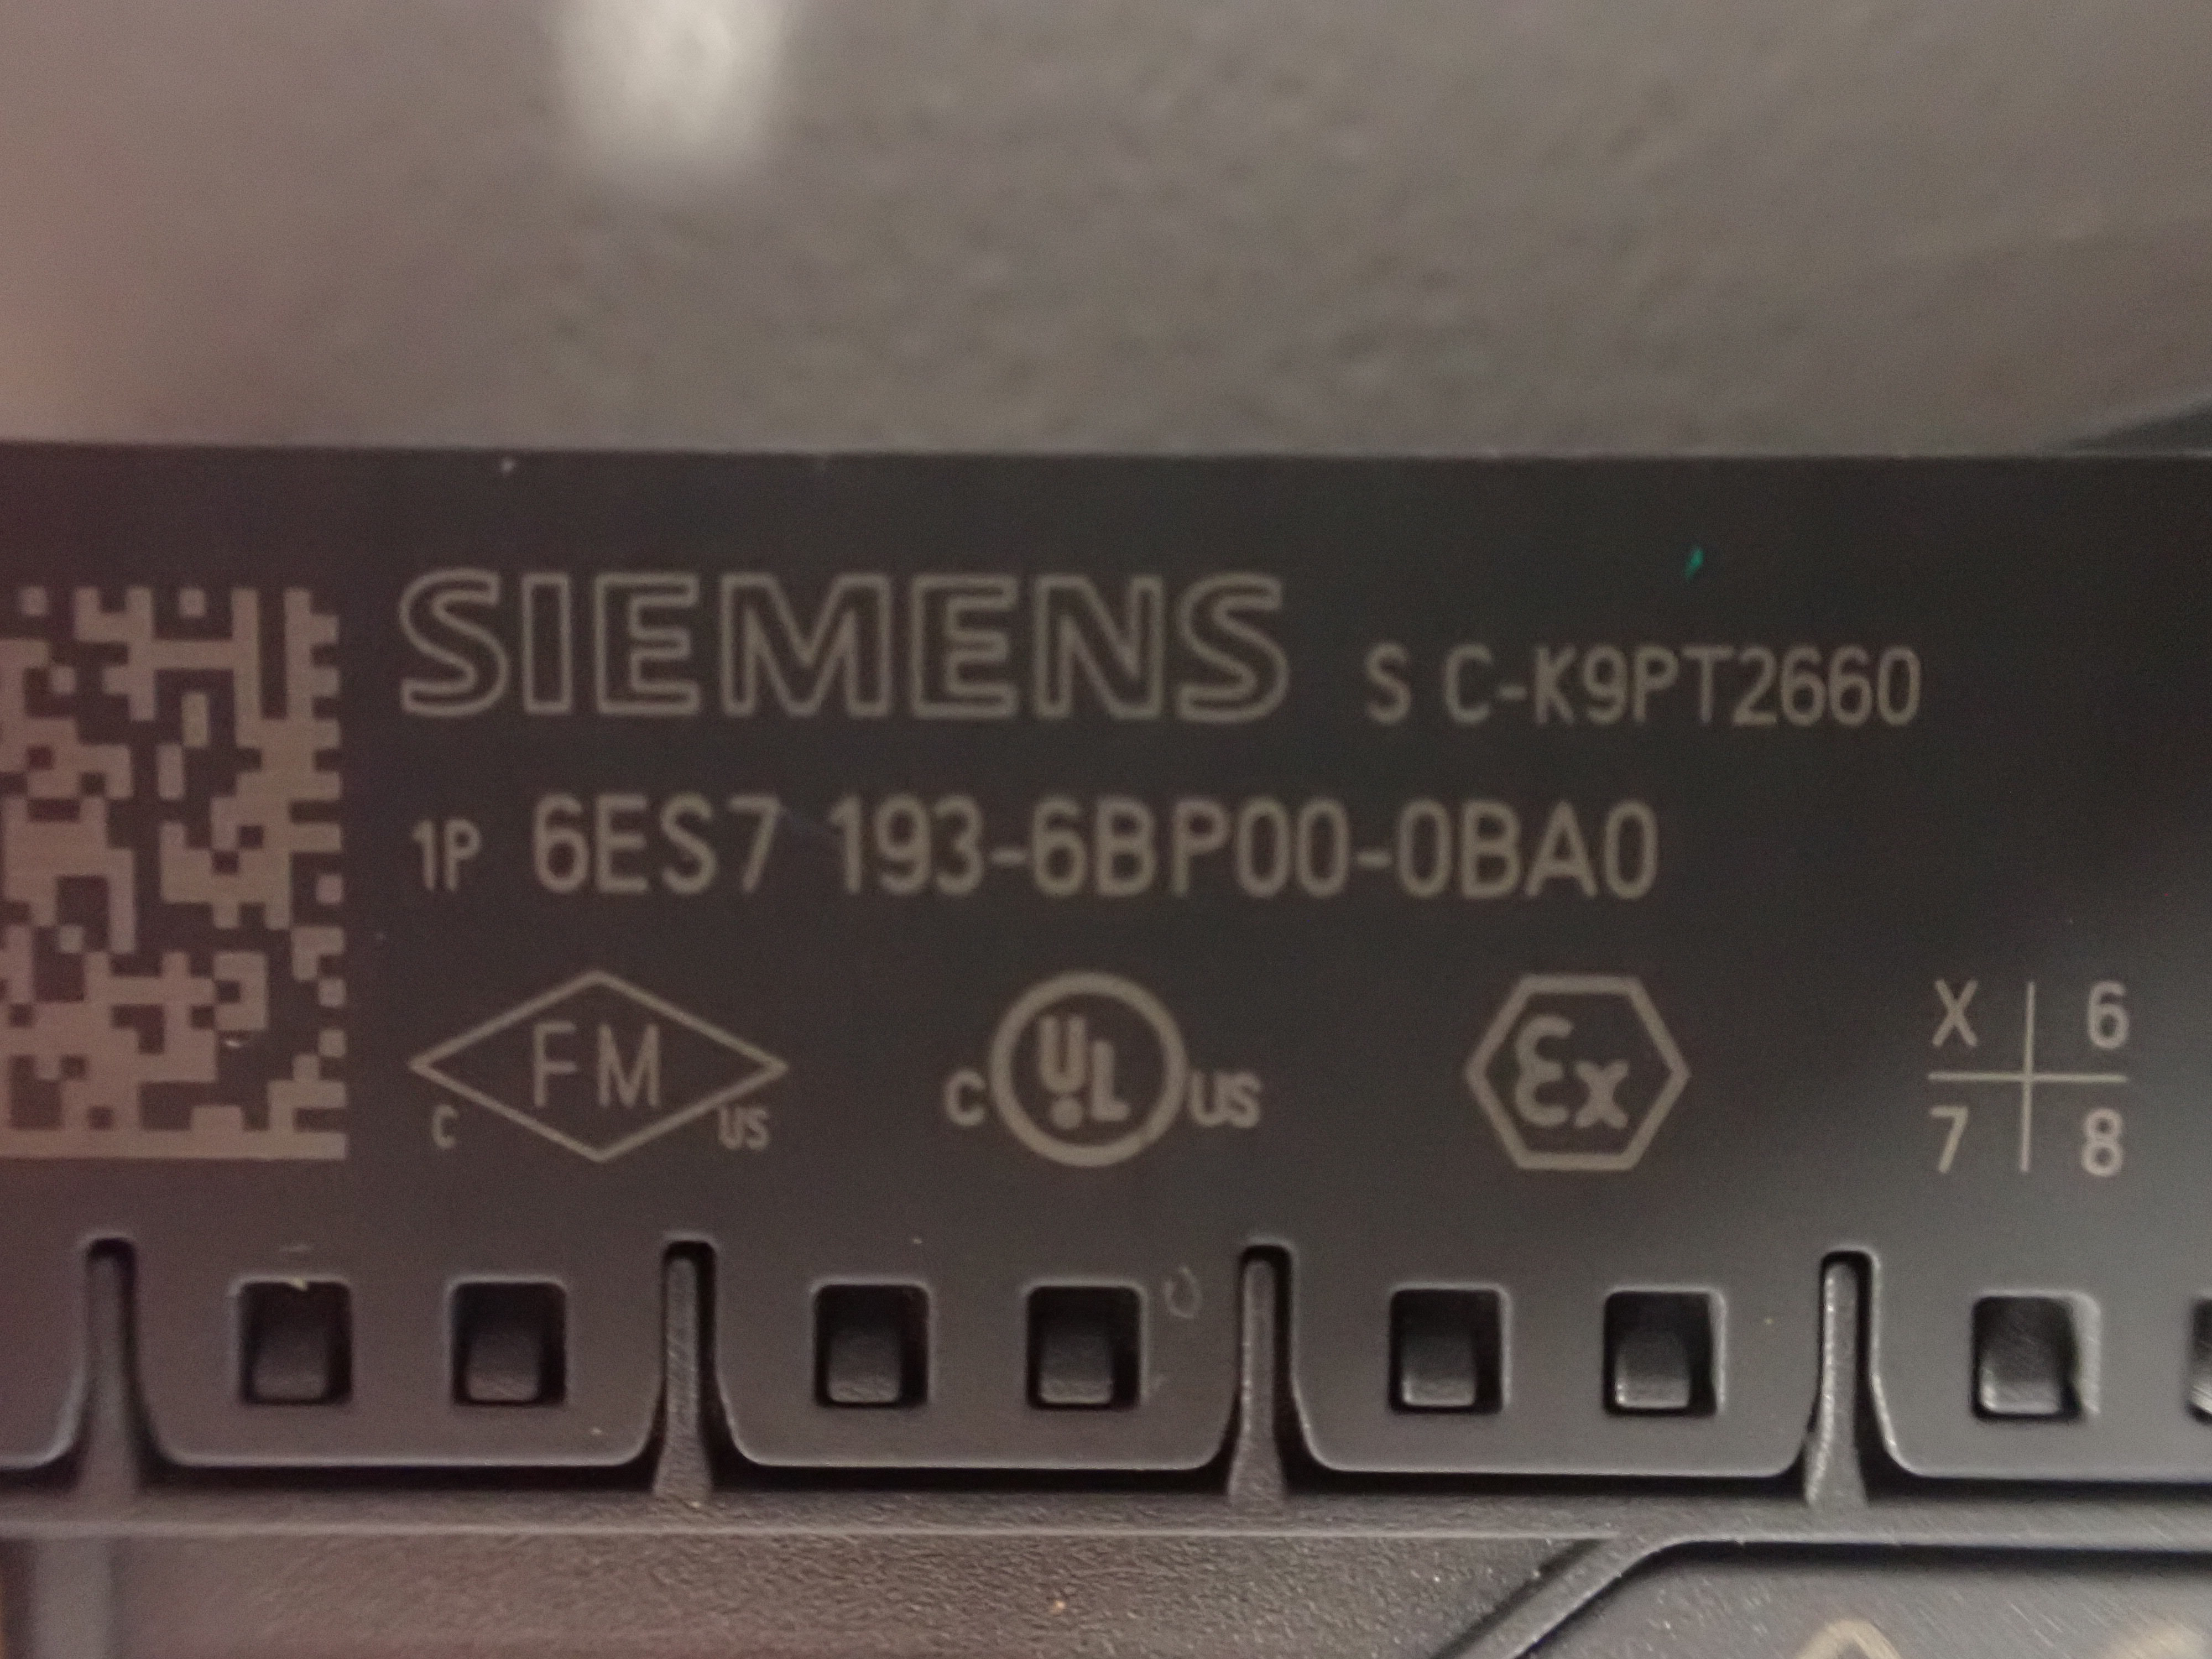 SIEMENS S C-K9PT2660
1P 6ES7 193-6BP00-0BA0
FM
C US
C UL US
Ex
X 6
7 8